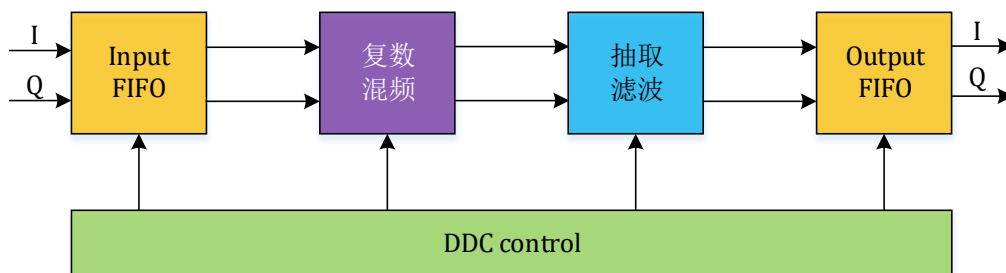 I
Q
Input
FIFO
复数
混频
抽取
滤波
Output
FIFO
I
Q
DDC control